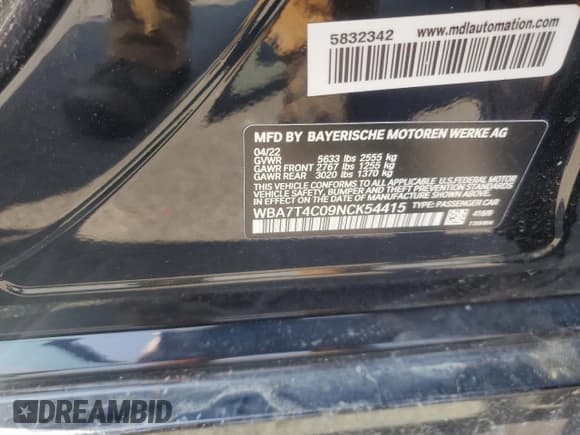 5832342 www.mdlautomation.com
MFD BY BAYERISCHE MOTOREN WERKE AG
04/22
GVWR 5633 lbs 2555 kg
GAWR FRONT 2767 lbs 1255 kg
GAWR REAR 3020 lbs 1370 kg
THIS VEHICLE CONFORMS TO ALL APPLICABLE U.S.FEDERAL MOTOR
VEHICLE SAFETY, BUMPER AND THEFT PREVENTION STANDARDS
IN EFFECT ON THE DATE OF MANUFACTURE SHOWN ABOVE.
WBA7T4C09NCK54415 TYPE: PASSENGER CAR
DREAMBID